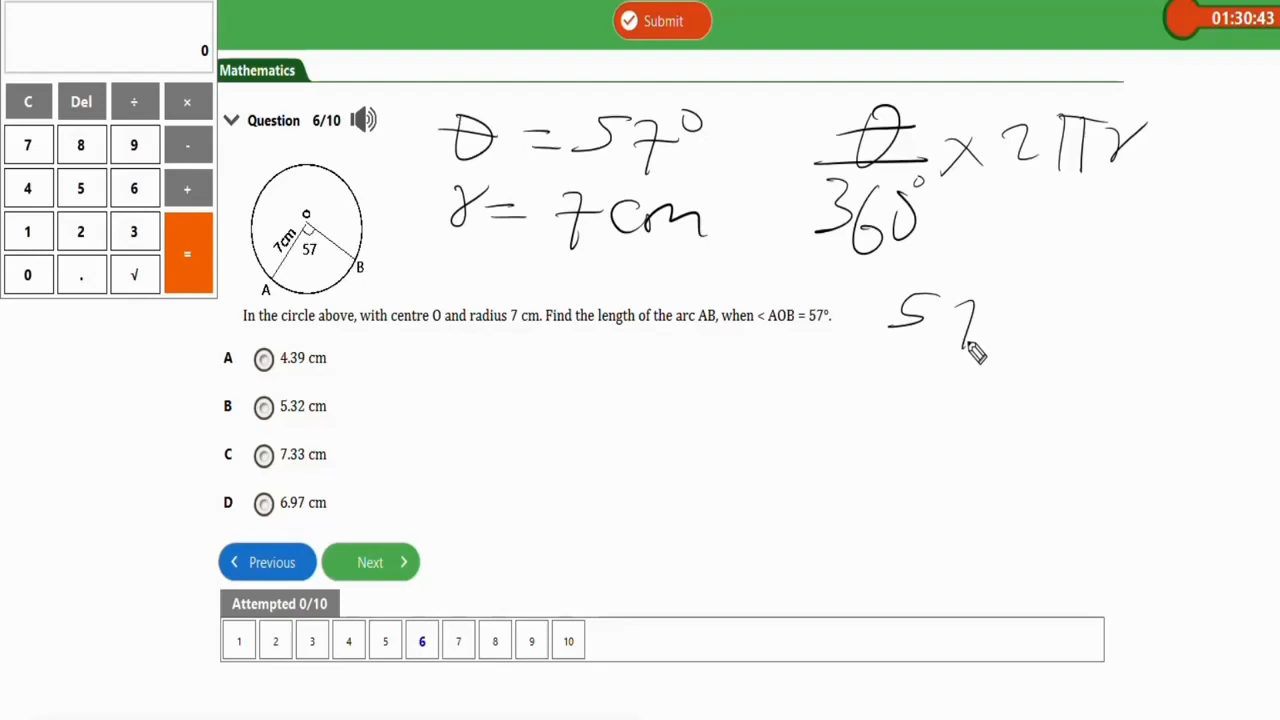 0
Submit
01:30:43
C Del ÷ ×
7 8 9 -
4 5 6 +
1 2 3 =
0 . √
Mathematics
Question 6/10
θ = 57°
r = 7cm
θ/360° × 2πr
57
O
7cm
57
A
B
In the circle above, with centre O and radius 7 cm. Find the length of the arc AB, when < AOB = 57°.
A 4.39 cm
B 5.32 cm
C 7.33 cm
D 6.97 cm
Previous Next
Attempted 0/10
1 2 3 4 5 6 7 8 9 10